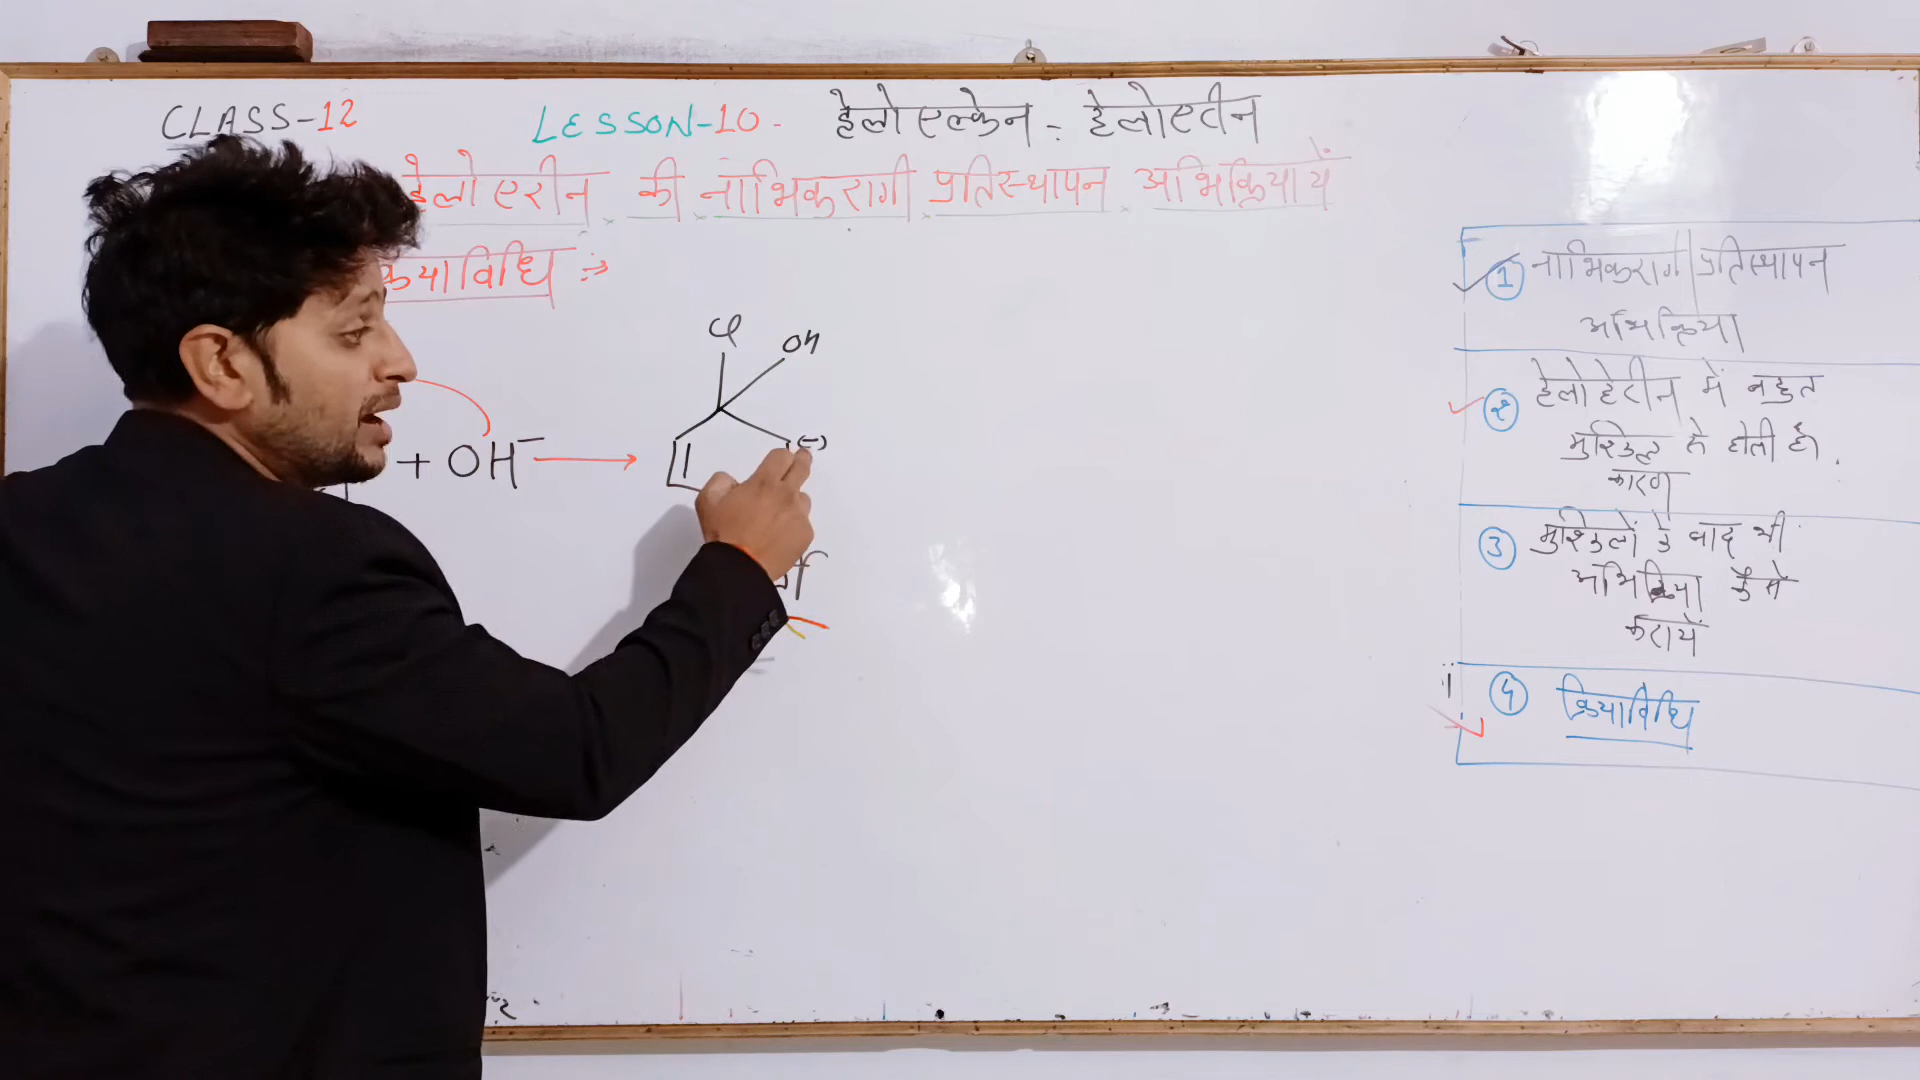 CLASS-12 LESSON-10- हेलोएल्केन - हेलोएरीन
हेलोएरीन की नाभिकरागी प्रतिस्थापन अभिक्रियायें
क्रियाविधि :→
Cl
OH
(-)
+ OH⁻
① नाभिकरागी प्रतिस्थापन
अभिक्रिया
② हेलोहेरीन में बहुत
मुश्किल से होती है.
कारण
③ मुश्किलों के बाद भी
अभिक्रिया कैसे
करायें
④ क्रियाविधि